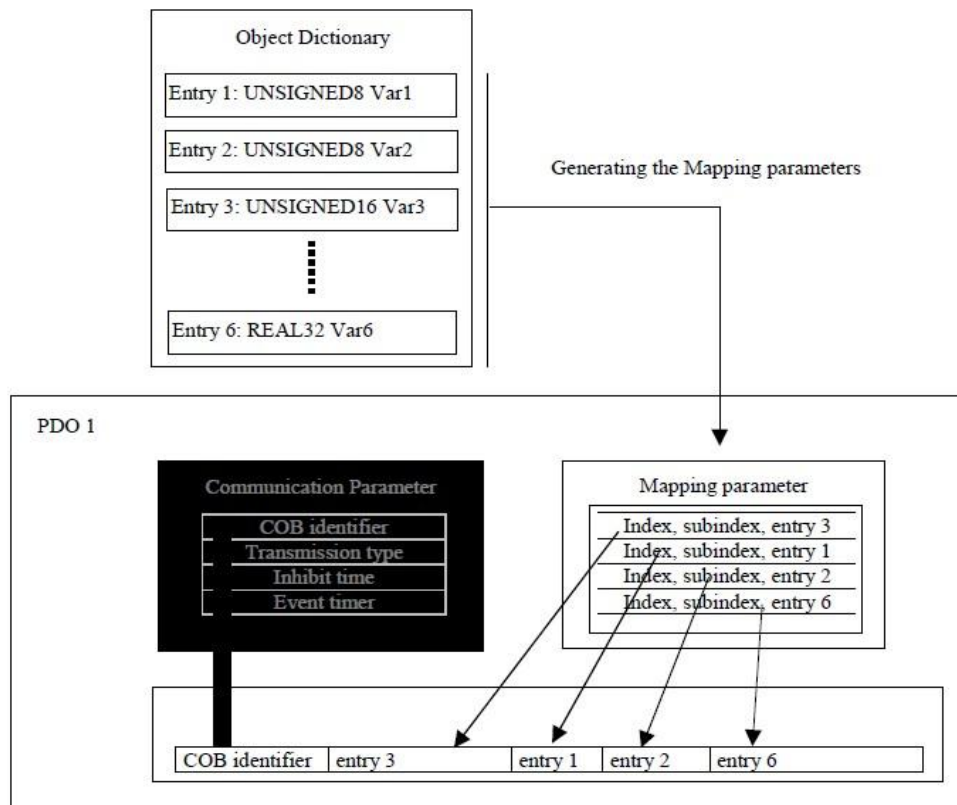 Object Dictionary
Entry 1: UNSIGNED8 Var1
Entry 2: UNSIGNED8 Var2
Entry 3: UNSIGNED16 Var3
Entry 6: REAL32 Var6
Generating the Mapping parameters
PDO 1
Communication Parameter
COB identifier
Transmission type
Inhibit time
Event timer
Mapping parameter
Index, subindex, entry 3
Index, subindex, entry 1
Index, subindex, entry 2
Index, subindex, entry 6
COB identifier entry 3 entry 1 entry 2 entry 6